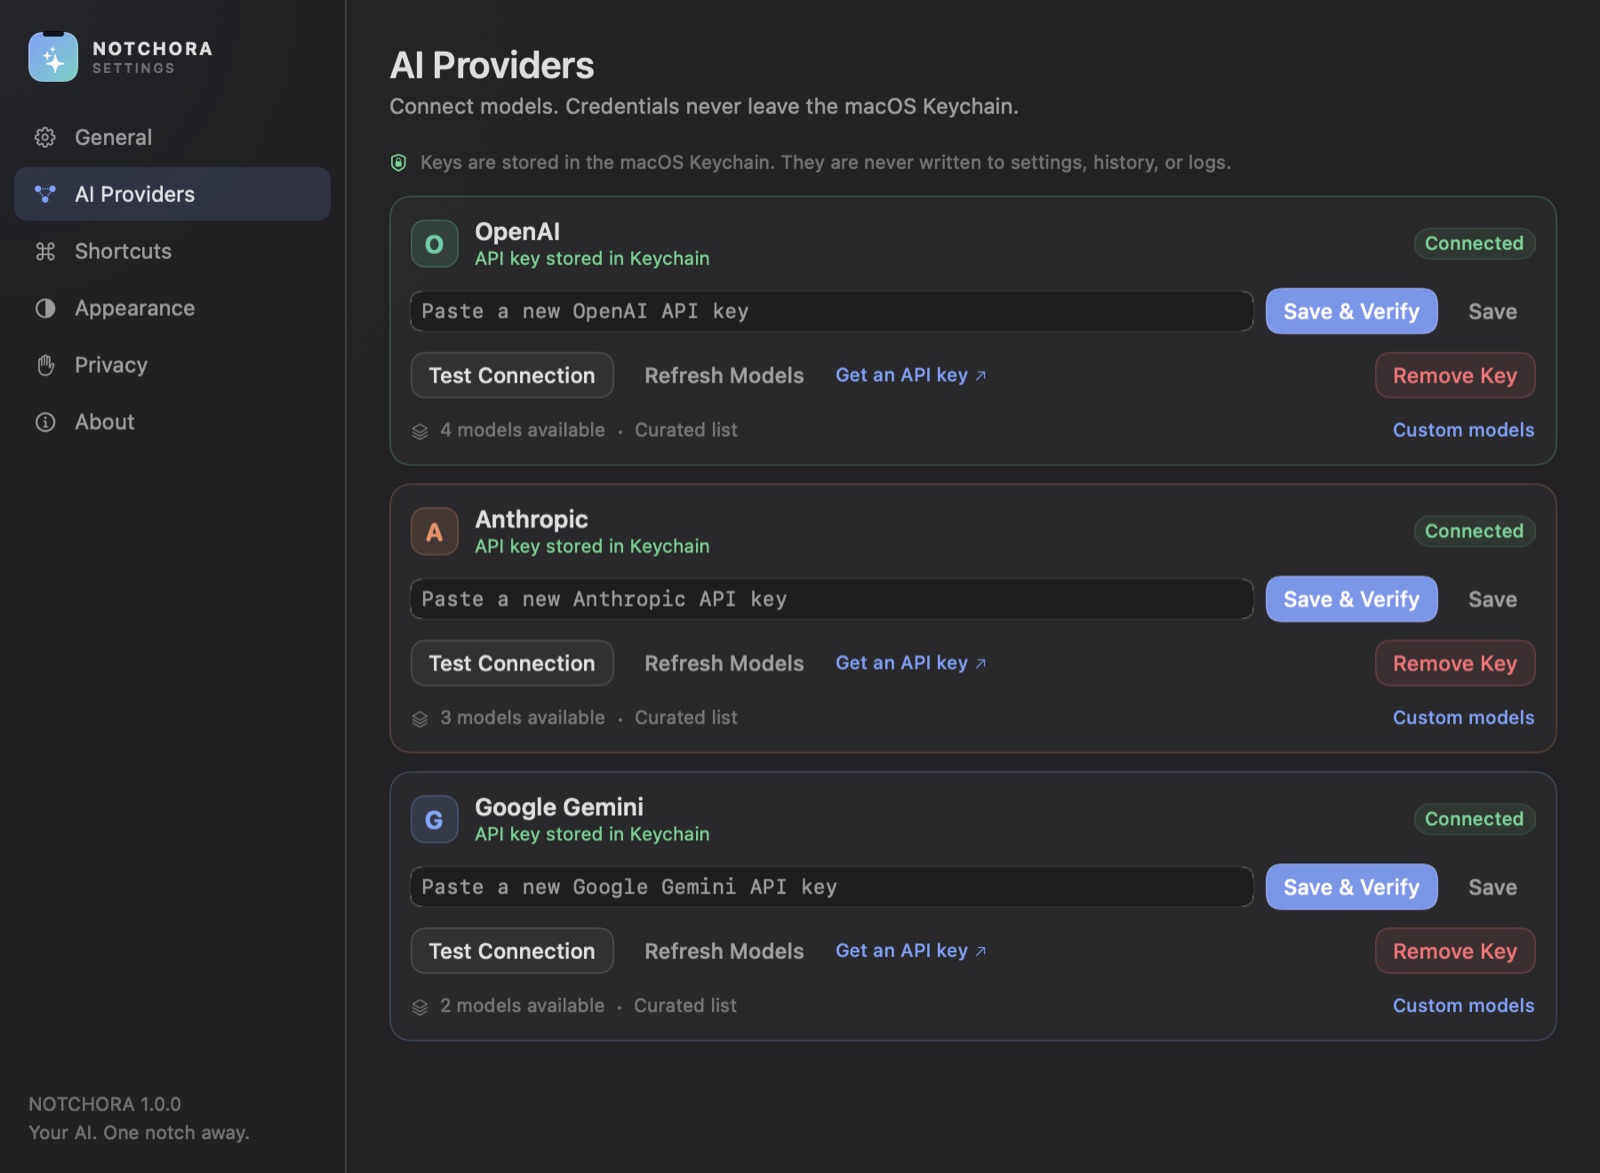 NOTCHORA
SETTINGS
General
AI Providers
Shortcuts
Appearance
Privacy
About
NOTCHORA 1.0.0
Your AI. One notch away.
AI Providers
Connect models. Credentials never leave the macOS Keychain.
Keys are stored in the macOS Keychain. They are never written to settings, history, or logs.
O
OpenAI
API key stored in Keychain
Connected
Paste a new OpenAI API key
Save & Verify
Save
Test Connection
Refresh Models
Get an API key ↗
Remove Key
4 models available · Curated list
Custom models
A
Anthropic
API key stored in Keychain
Connected
Paste a new Anthropic API key
Save & Verify
Save
Test Connection
Refresh Models
Get an API key ↗
Remove Key
3 models available · Curated list
Custom models
G
Google Gemini
API key stored in Keychain
Connected
Paste a new Google Gemini API key
Save & Verify
Save
Test Connection
Refresh Models
Get an API key ↗
Remove Key
2 models available · Curated list
Custom models